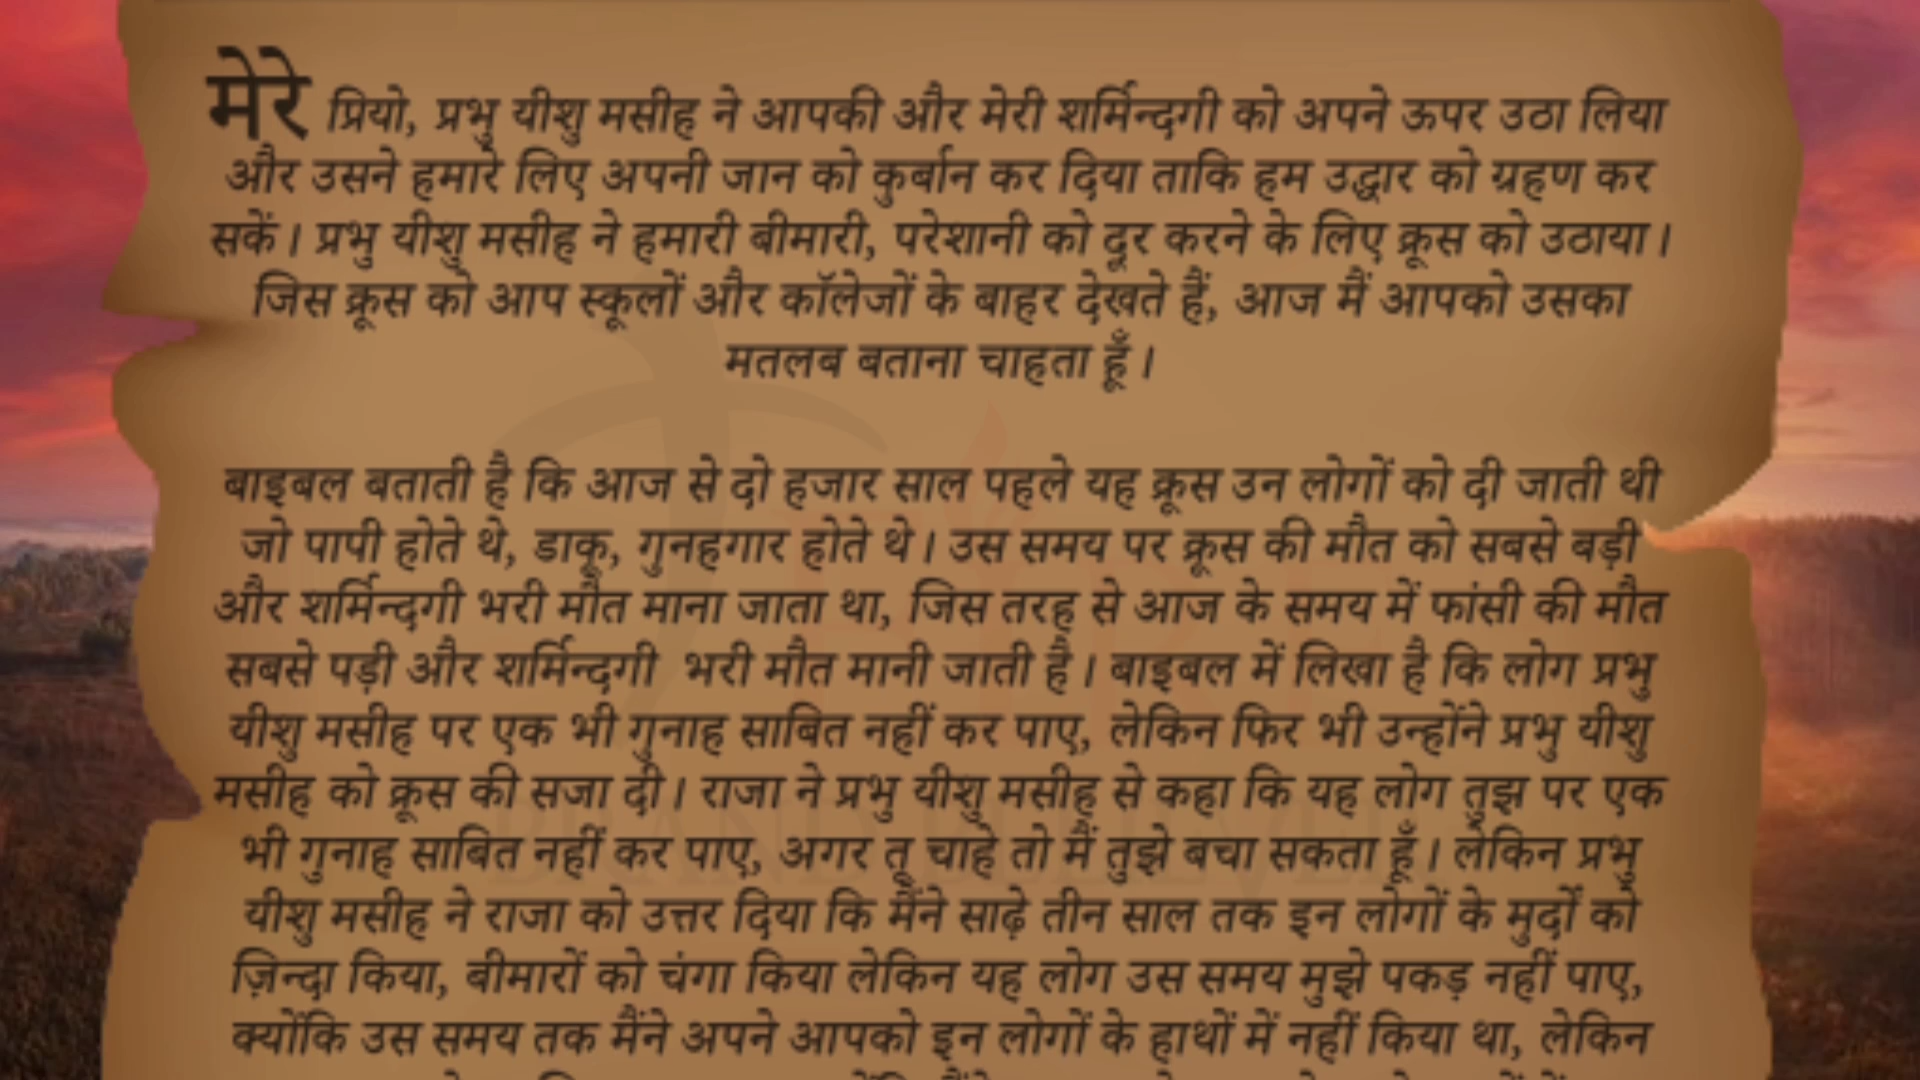 मेरे प्रियो, प्रभु यीशु मसीह ने आपकी और मेरी शर्मिन्दगी को अपने ऊपर उठा लिया
और उसने हमारे लिए अपनी जान को कुर्बान कर दिया ताकि हम उद्धार को ग्रहण कर
सकें। प्रभु यीशु मसीह ने हमारी बीमारी, परेशानी को दूर करने के लिए क्रूस को उठाया।
जिस क्रूस को आप स्कूलों और कॉलेजों के बाहर देखते हैं, आज मैं आपको उसका
मतलब बताना चाहता हूँ।
बाइबल बताती है कि आज से दो हजार साल पहले यह क्रूस उन लोगों को दी जाती थी
जो पापी होते थे, डाकू, गुनहगार होते थे। उस समय पर क्रूस की मौत को सबसे बड़ी
और शर्मिन्दगी भरी मौत माना जाता था, जिस तरह से आज के समय में फांसी की मौत
सबसे पड़ी और शर्मिन्दगी  भरी मौत मानी जाती है। बाइबल में लिखा है कि लोग प्रभु
यीशु मसीह पर एक भी गुनाह साबित नहीं कर पाए, लेकिन फिर भी उन्होंने प्रभु यीशु
मसीह को क्रूस की सजा दी। राजा ने प्रभु यीशु मसीह से कहा कि यह लोग तुझ पर एक
भी गुनाह साबित नहीं कर पाए, अगर तू चाहे तो मैं तुझे बचा सकता हूँ। लेकिन प्रभु
यीशु मसीह ने राजा को उत्तर दिया कि मैंने साढ़े तीन साल तक इन लोगों के मुर्दों को
ज़िन्दा किया, बीमारों को चंगा किया लेकिन यह लोग उस समय मुझे पकड़ नहीं पाए,
क्योंकि उस समय तक मैंने अपने आपको इन लोगों के हाथों में नहीं किया था, लेकिन